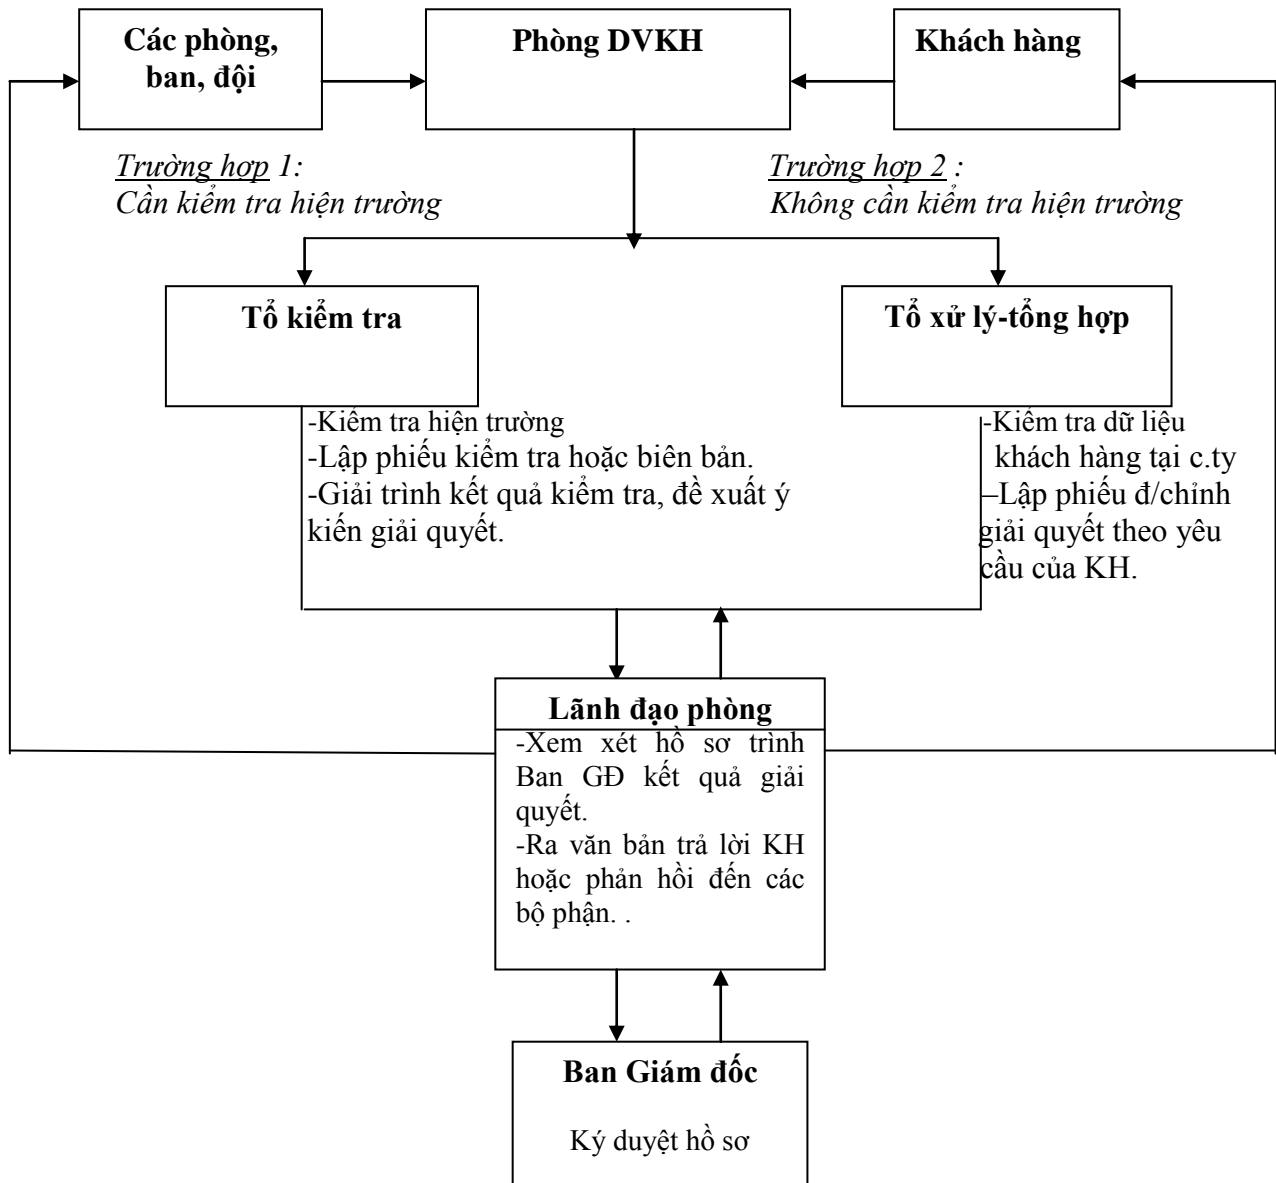 Các phòng,
ban, đội
Phòng DVKH
Khách hàng
Trường hợp 1:
Cần kiểm tra hiện trường
Trường hợp 2 :
Không cần kiểm tra hiện trường
Tổ kiểm tra
Tổ xử lý-tổng hợp
-Kiểm tra hiện trường
-Lập phiếu kiểm tra hoặc biên bản.
-Giải trình kết quả kiểm tra, đề xuất ý
kiến giải quyết.
-Kiểm tra dữ liệu
khách hàng tại c.ty
–Lập phiếu đ/chỉnh
giải quyết theo yêu
cầu của KH.
Lãnh đạo phòng
-Xem xét hồ sơ trình
Ban GĐ kết quả giải
quyết.
-Ra văn bản trả lời KH
hoặc phản hồi đến các
bộ phận. .
Ban Giám đốc
Ký duyệt hồ sơ